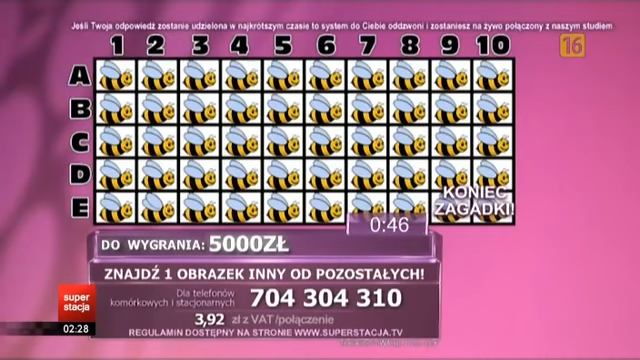 Jeśli Twoja odpowiedź zostanie udzielona w najkrótszym czasie to system do Ciebie oddzwoni i zostaniesz na żywo połączony z naszym studiem.
1 2 3 4 5 6 7 8 9 10
16
A
B
C
D
E
KONIEC
ZAGADKI!
0:46
DO WYGRANIA: 5000ZŁ
ZNAJDŹ 1 OBRAZEK INNY OD POZOSTAŁYCH!
Dla telefonów
komórkowych i stacjonarnych
704 304 310
3,92 zł z VAT/połączenie
REGULAMIN DOSTĘPNY NA STRONIE WWW.SUPERSTACJA.TV
super
stacja
02:28